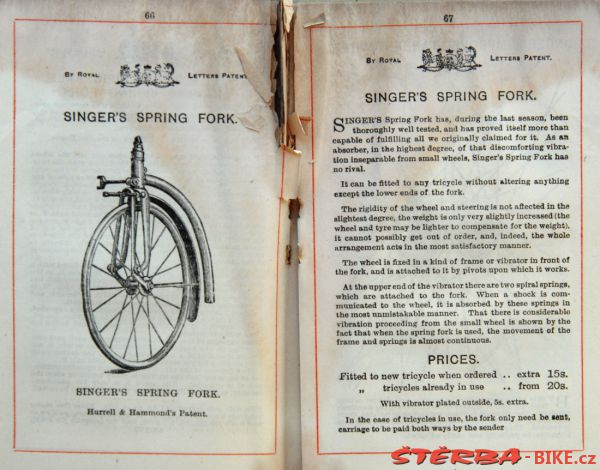 66
BY ROYAL LETTERS PATENT.
SINGER'S SPRING FORK.
SINGER'S SPRING FORK.
Hurrell & Hammond's Patent.
67
BY ROYAL LETTERS PATENT.
SINGER'S SPRING FORK.
SINGER'S Spring Fork has, during the last season, been
thoroughly well tested, and has proved itself more than
capable of fulfilling all we originally claimed for it. As an
absorber, in the highest degree, of that discomforting vibra-
tion inseparable from small wheels, Singer's Spring Fork has
no rival.
It can be fitted to any tricycle without altering anything
except the lower ends of the fork.
The rigidity of the wheel and steering is not affected in the
slightest degree, the weight is only very slightly increased (the
wheel and tyre may be lighter to compensate for the weight),
it cannot possibly get out of order, and, indeed, the whole
arrangement acts in the most satisfactory manner.
The wheel is fixed in a kind of frame or vibrator in front of
the fork, and is attached to it by pivots upon which it works.
At the upper end of the vibrator there are two spiral springs,
which are attached to the fork. When a shock is com-
municated to the wheel, it is absorbed by these springs in
the most unmistakable manner. That there is considerable
vibration proceeding from the small wheel is shown by the
fact that when the spring fork is used, the movement of the
frame and springs is almost continuous.
PRICES.
Fitted to new tricycle when ordered .. extra 15s.
„ tricycles already in use .. from 20s.
With vibrator plated outside, 5s. extra.
In the case of tricycles in use, the fork only need be sent,
carriage to be paid both ways by the sender
ŠTĚRBA-BIKE.cz